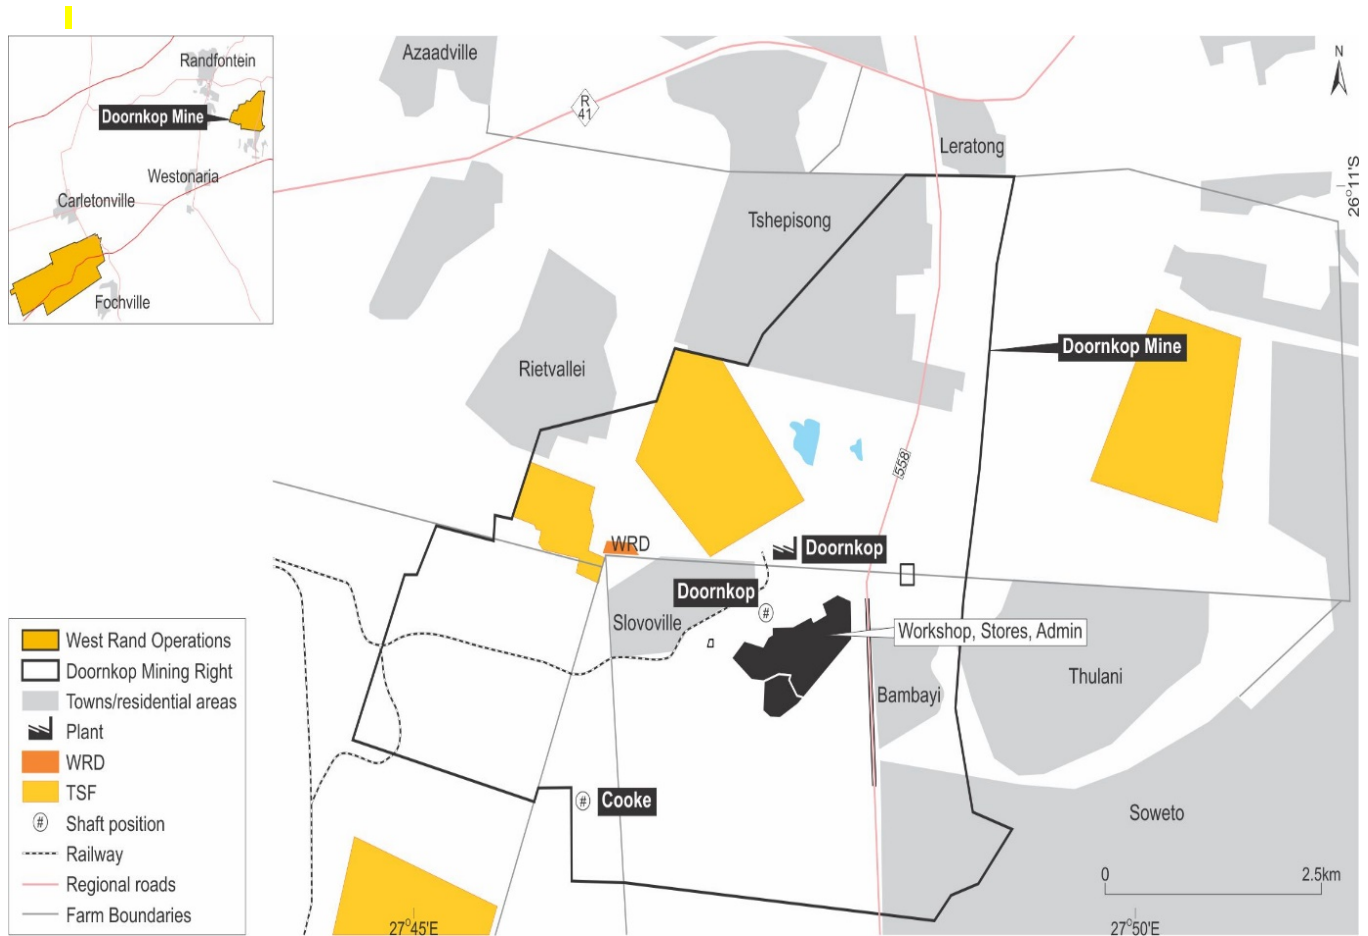 Randfontein
Doornkop Mine
Westonaria
Carletonville
Fochville
Azaadville
R
41
N
Leratong
26°11'S
Tshepisong
Doornkop Mine
Rietvallei
558
WRD
Doornkop
Doornkop
#
Slovoville
Workshop, Stores, Admin
Thulani
Bambayi
#
Cooke
Soweto
0
2.5km
27°45'E
27°50'E
West Rand Operations
Doornkop Mining Right
Towns/residential areas
Plant
WRD
TSF
# Shaft position
Railway
Regional roads
Farm Boundaries